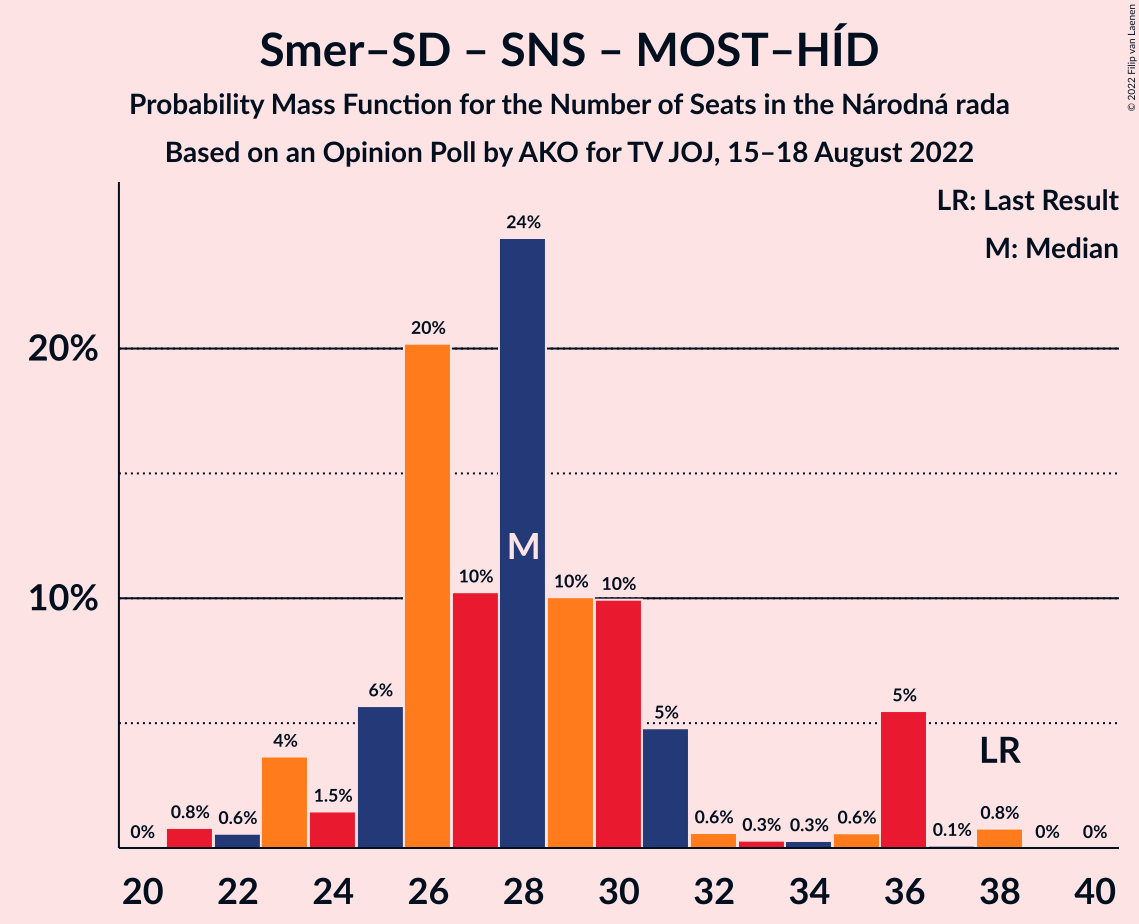 Smer–SD – SNS – MOST–HÍD
Probability Mass Function for the Number of Seats in the Národná rada
Based on an Opinion Poll by AKO for TV JOJ, 15–18 August 2022
© 2022 Filip van Laenen
LR: Last Result
M: Median
24%
20%
20%
M
10%
10%
10%
10%
6%
5%
5%
LR
4%
1.5%
0%
0.8%
0.6%
0.6%
0.3%
0.3%
0.6%
0.1%
0.8%
0%
0%
20 22 24 26 28 30 32 34 36 38 40